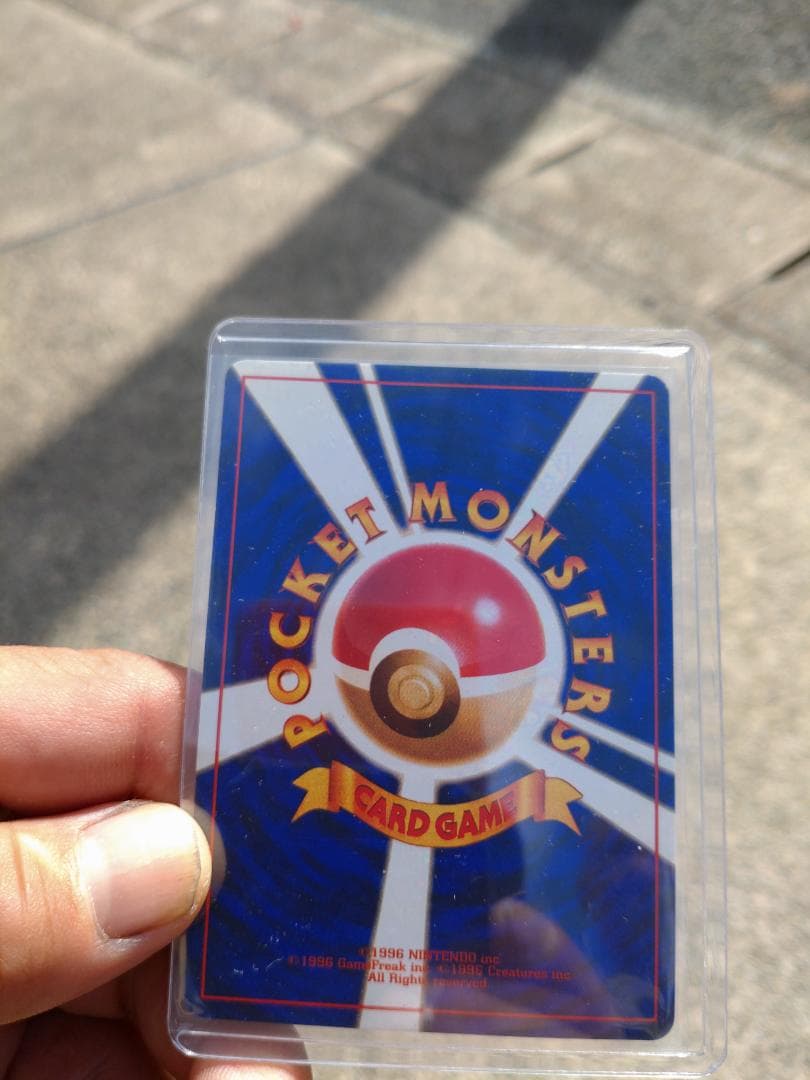 POCKET MONSTERS
CARD GAME
©1996 NINTENDO inc
©1996 GameFreak inc ©1996 Creatures inc
All Rights reserved